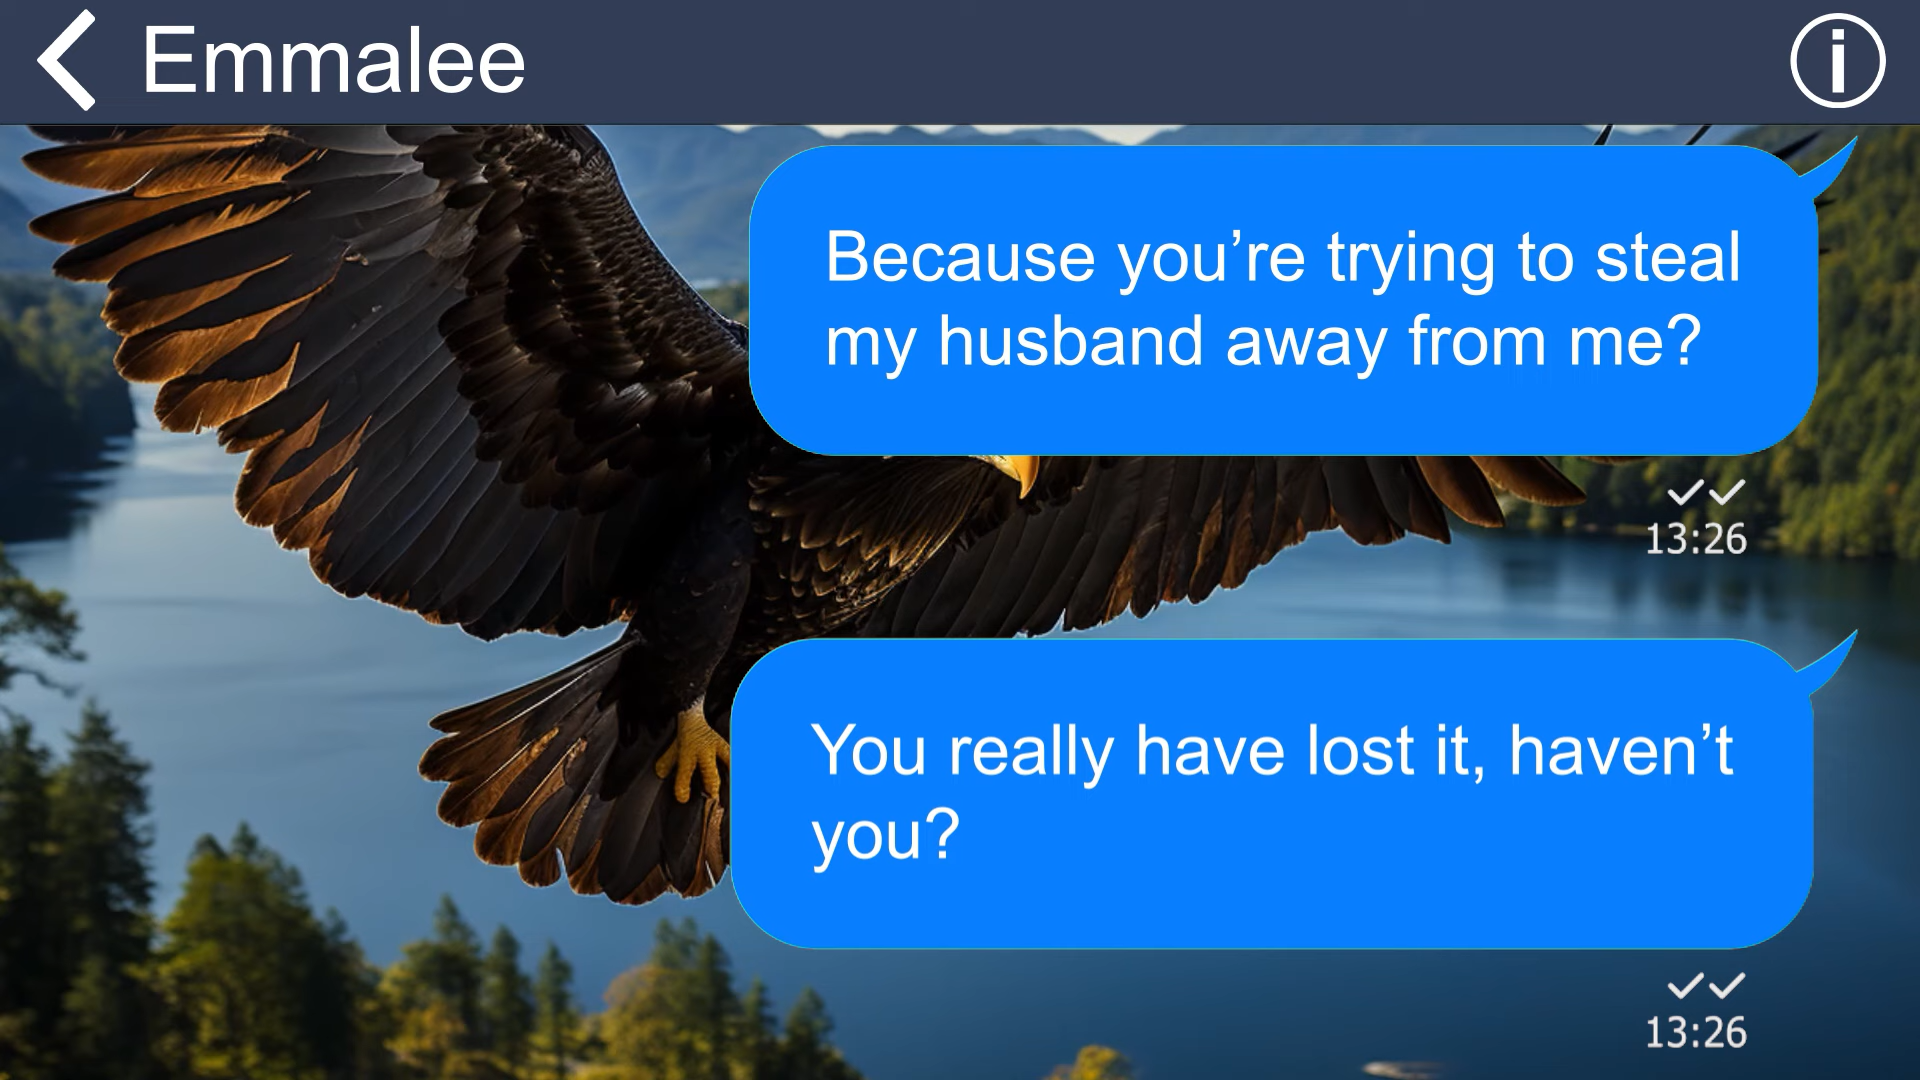 Emmalee
Because you’re trying to steal
my husband away from me?
13:26
You really have lost it, haven’t
you?
13:26